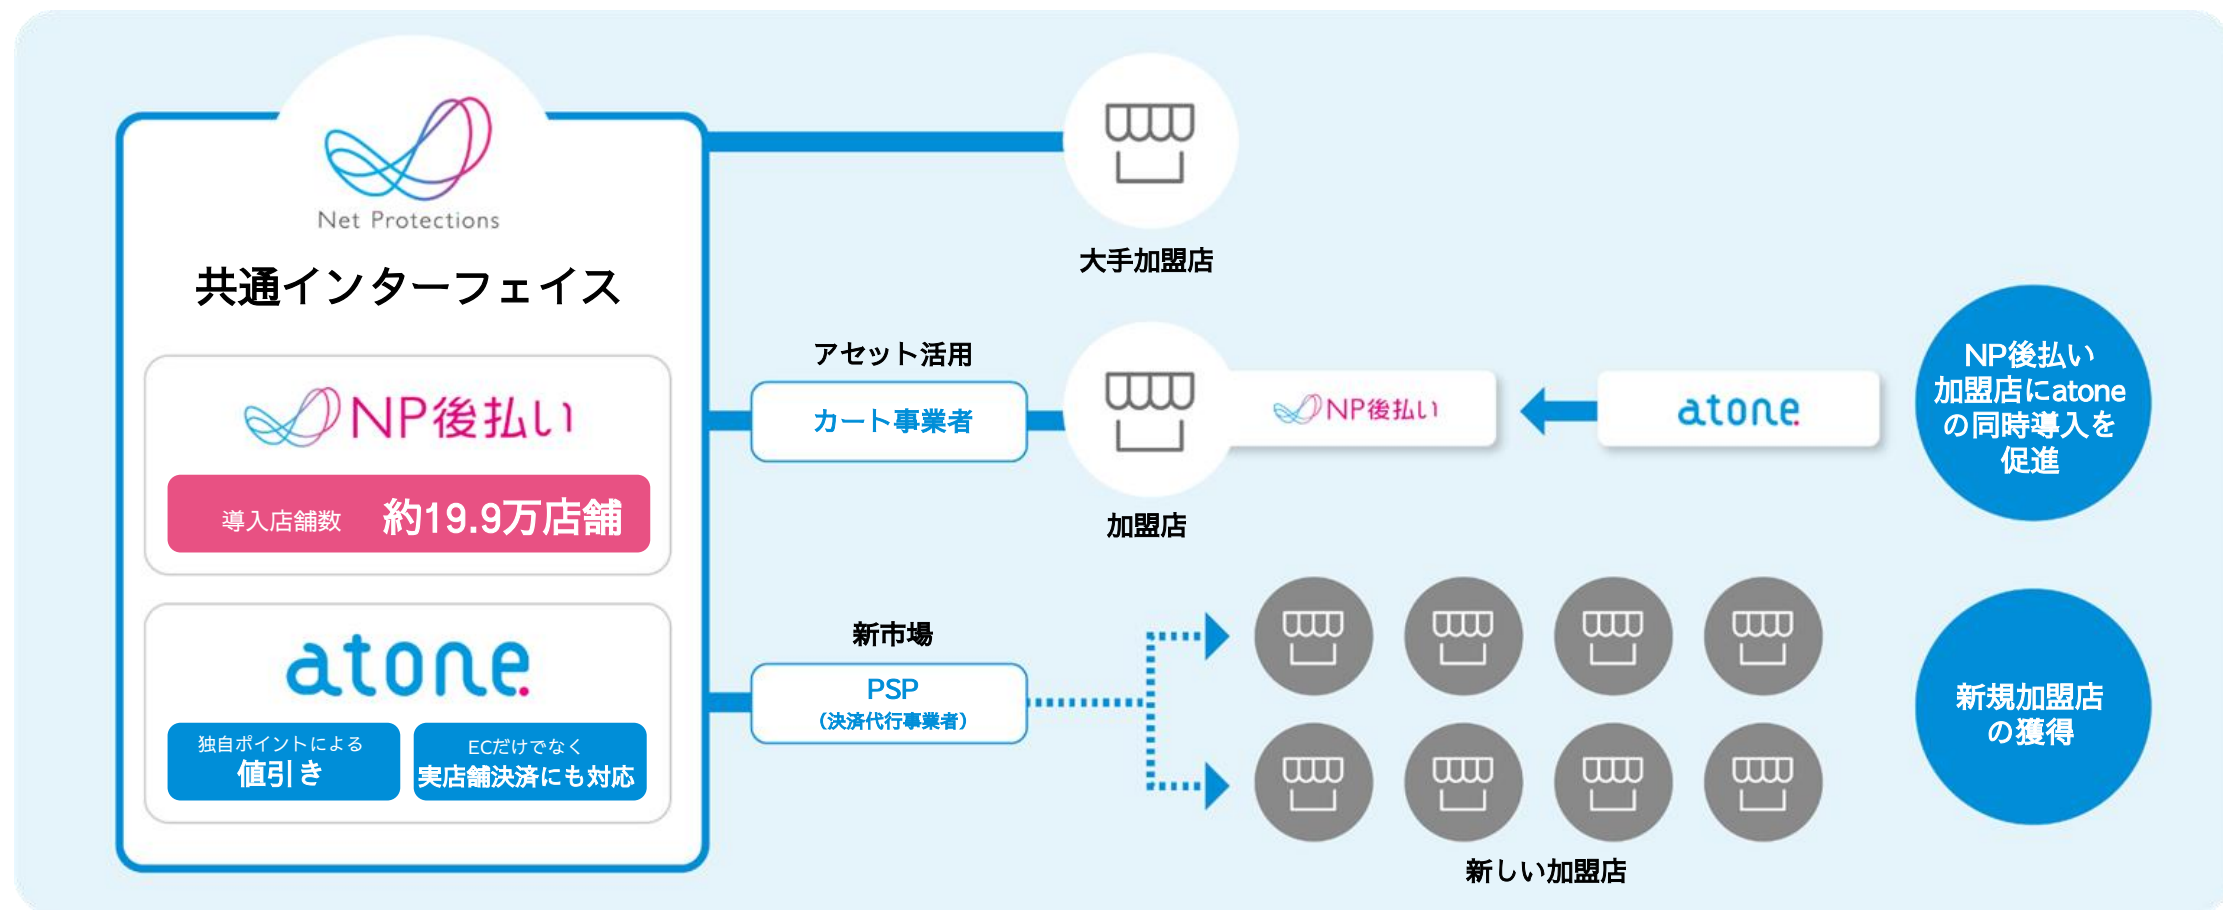 Net Protections
共通インターフェイス
NP後払い
導入店舗数 約19.9万店舗
atone
独自ポイントによる
値引き
ECだけでなく
実店舗決済にも対応
大手加盟店
アセット活用
カート事業者
加盟店
NP後払い
atone
NP後払い
加盟店にatone
の同時導入を
促進
新市場
PSP
（決済代行事業者）
新しい加盟店
新規加盟店
の獲得